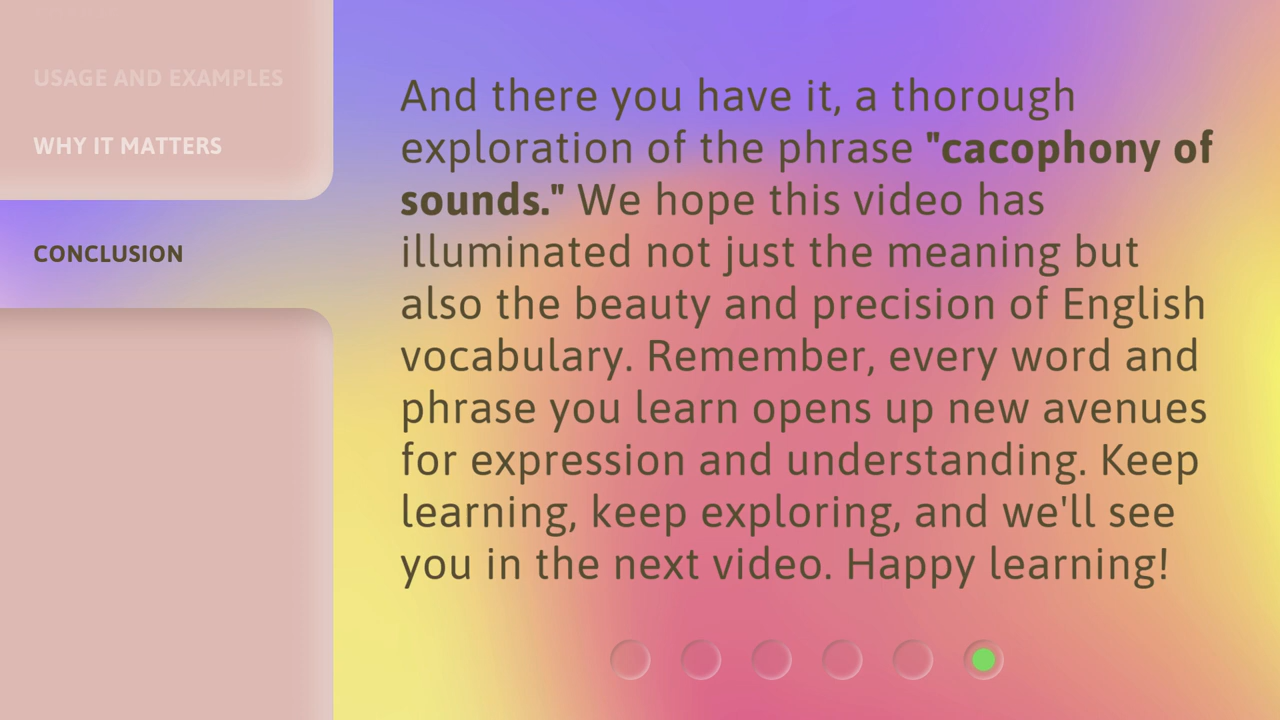 USAGE AND EXAMPLES
WHY IT MATTERS
CONCLUSION
And there you have it, a thorough
exploration of the phrase "cacophony of
sounds." We hope this video has
illuminated not just the meaning but
also the beauty and precision of English
vocabulary. Remember, every word and
phrase you learn opens up new avenues
for expression and understanding. Keep
learning, keep exploring, and we'll see
you in the next video. Happy learning!